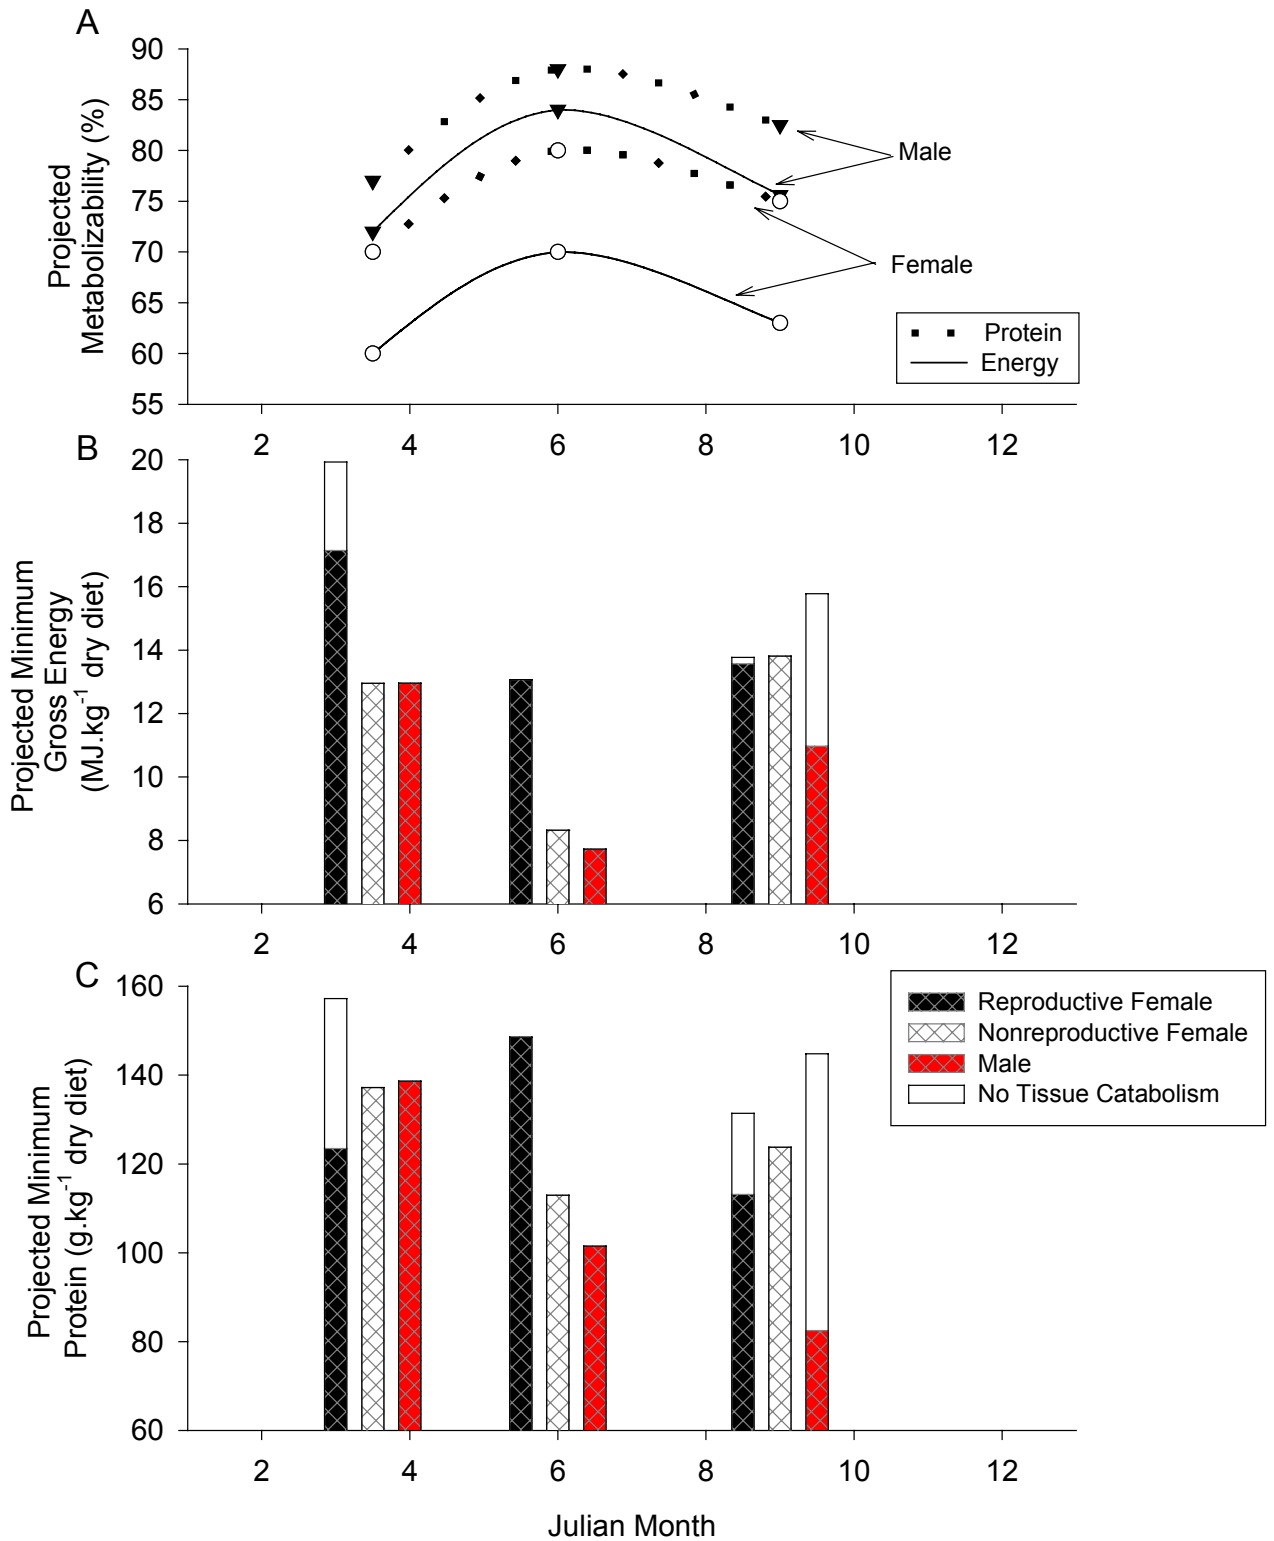 A
90
85
80
75
70
65
60
55
Projected
Metabolizability (%)
Male
Female
Protein
Energy
2 4 6 8 10 12
B
20
18
16
14
12
10
8
6
Projected Minimum
Gross Energy
(MJ.kg⁻¹ dry diet)
2 4 6 8 10 12
C
160
140
120
100
80
60
Projected Minimum
Protein (g.kg⁻¹ dry diet)
Reproductive Female
Nonreproductive Female
Male
No Tissue Catabolism
2 4 6 8 10 12
Julian Month